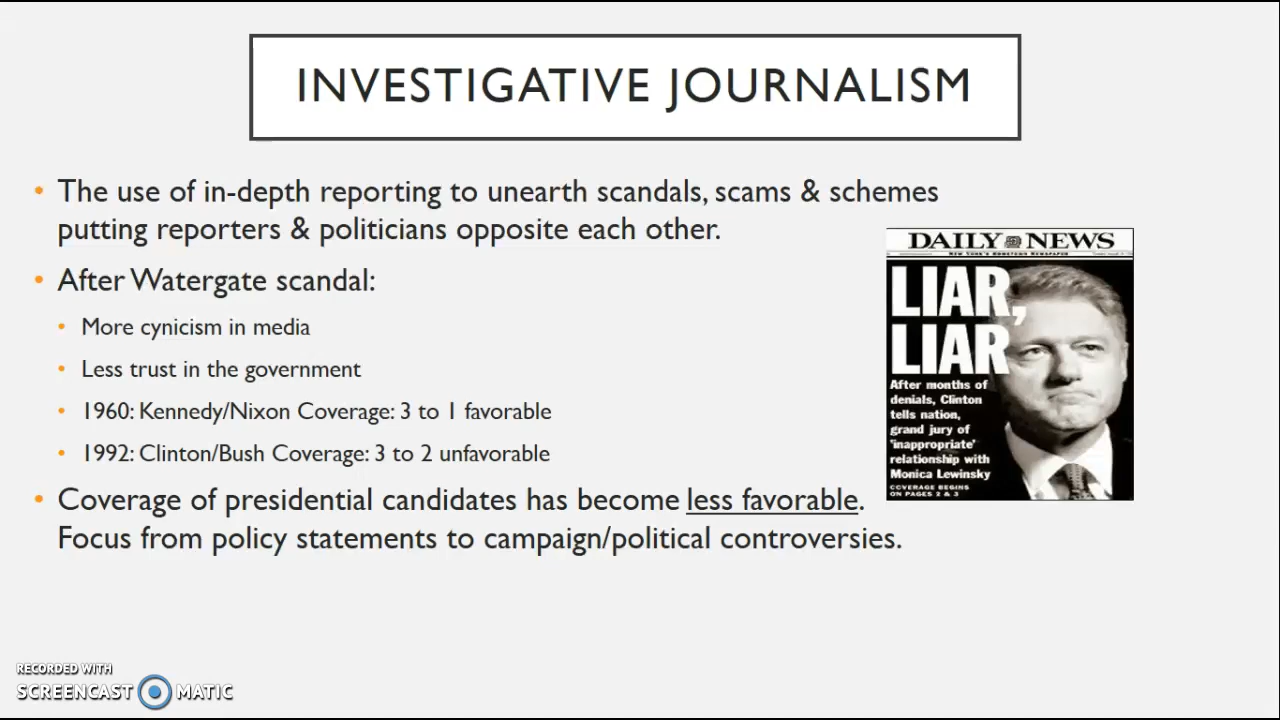 INVESTIGATIVE JOURNALISM
• The use of in-depth reporting to unearth scandals, scams & schemes
putting reporters & politicians opposite each other.
• After Watergate scandal:
• More cynicism in media
• Less trust in the government
• 1960: Kennedy/Nixon Coverage: 3 to 1 favorable
• 1992: Clinton/Bush Coverage: 3 to 2 unfavorable
• Coverage of presidential candidates has become less favorable.
Focus from policy statements to campaign/political controversies.
DAILY NEWS
NEW YORK'S HOMETOWN NEWSPAPER
LIAR,
LIAR
After months of
denials, Clinton
tells nation,
grand jury of
'inappropriate'
relationship with
Monica Lewinsky
COVERAGE BEGINS
ON PAGES 2 & 3
RECORDED WITH
SCREENCAST MATIC